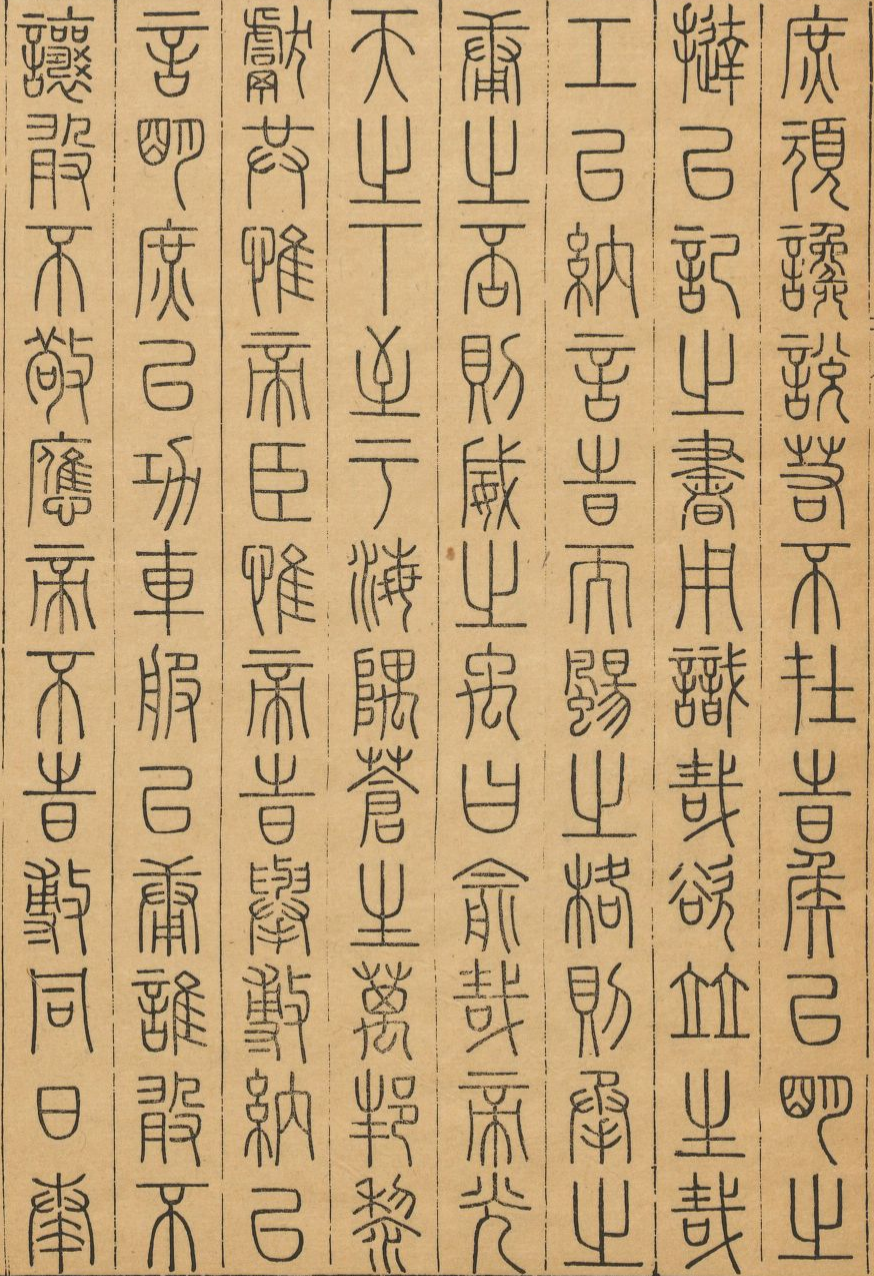 庶頑讒說若不在時侯以明之
撻以記之書用識哉欲並生哉
工以納言時而颺之格則承之
庸之否則威之禹曰俞哉帝光
天之下至于海隅蒼生萬邦黎
獻共惟帝臣惟帝時舉敷納以
言明庶以功車服以庸誰敢不
讓敢不敬應帝不時敷同日奏